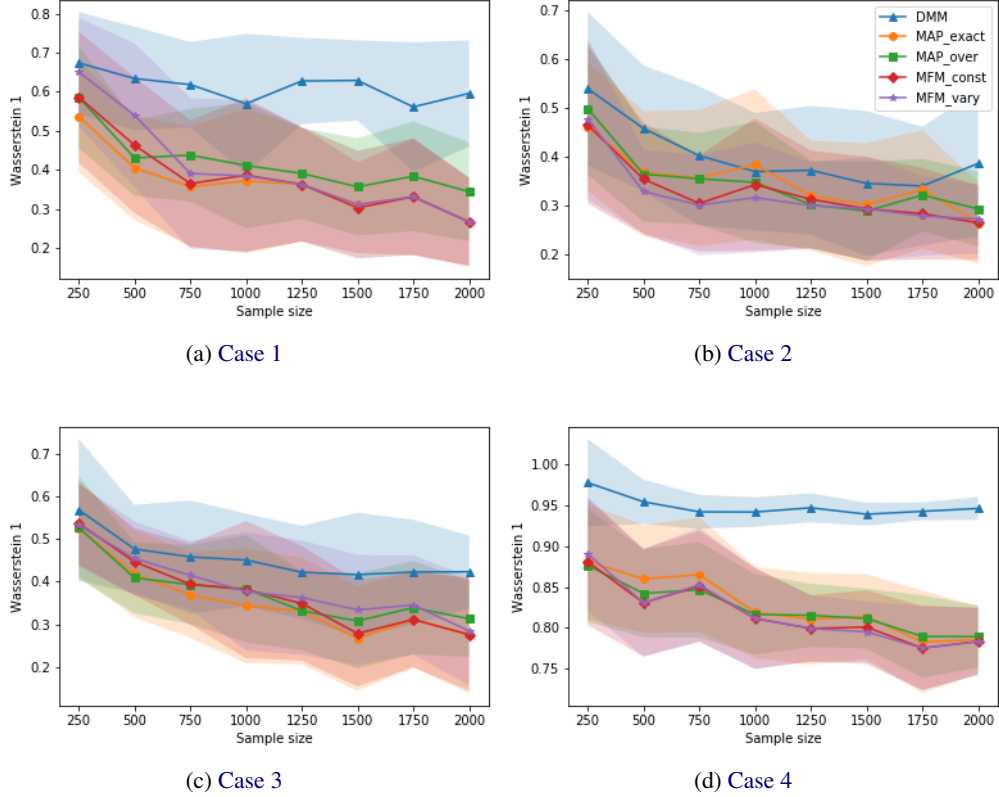 0.8
0.7
0.6
0.5
0.4
0.3
0.2
Wasserstein 1
250 500 750 1000 1250 1500 1750 2000
Sample size
(a) Case 1
0.7
0.6
0.5
0.4
0.3
0.2
Wasserstein 1
250 500 750 1000 1250 1500 1750 2000
Sample size
DMM
MAP_exact
MAP_over
MFM_const
MFM_vary
(b) Case 2
0.7
0.6
0.5
0.4
0.3
0.2
Wasserstein 1
250 500 750 1000 1250 1500 1750 2000
Sample size
(c) Case 3
1.00
0.95
0.90
0.85
0.80
0.75
Wasserstein 1
250 500 750 1000 1250 1500 1750 2000
Sample size
(d) Case 4